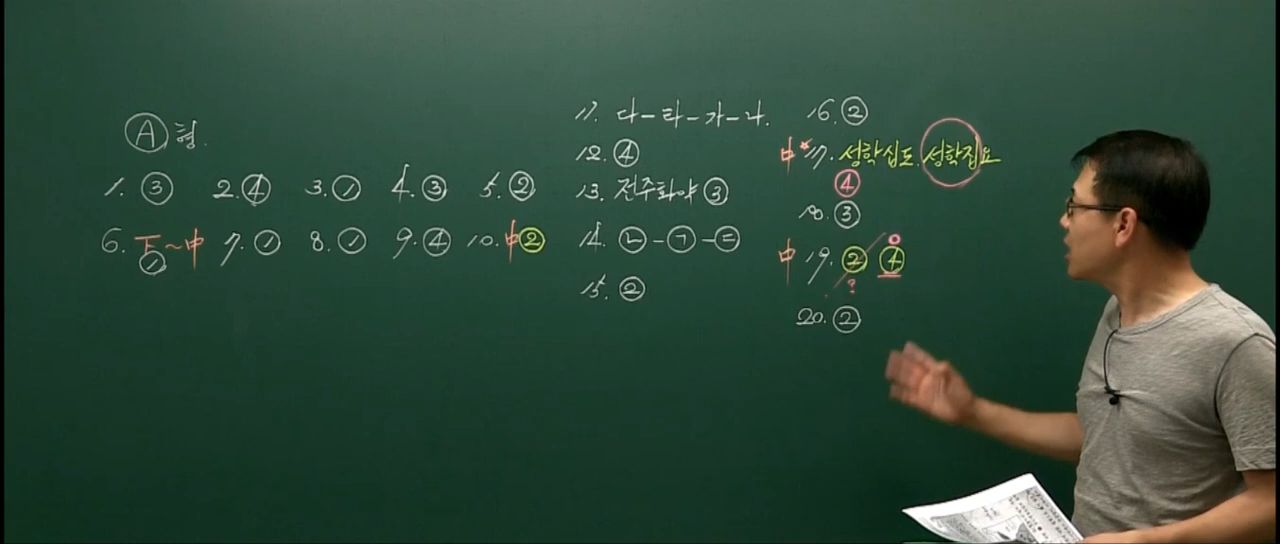 Ⓐ형.
1. ③ 2. ④ 3. ① 4. ③ 5. ②
6. 下~中 ① 7. ① 8. ① 9. ④ 10. 中 ②
11. 다-라-가-나.
12. ④
13. 전주화약 ③
14. ㉡-㉠-㉢
15. ②
16. ②
中 * 17. 성학십도. 성학집요
④
18. ③
中 19. ② ④
?
20. ②